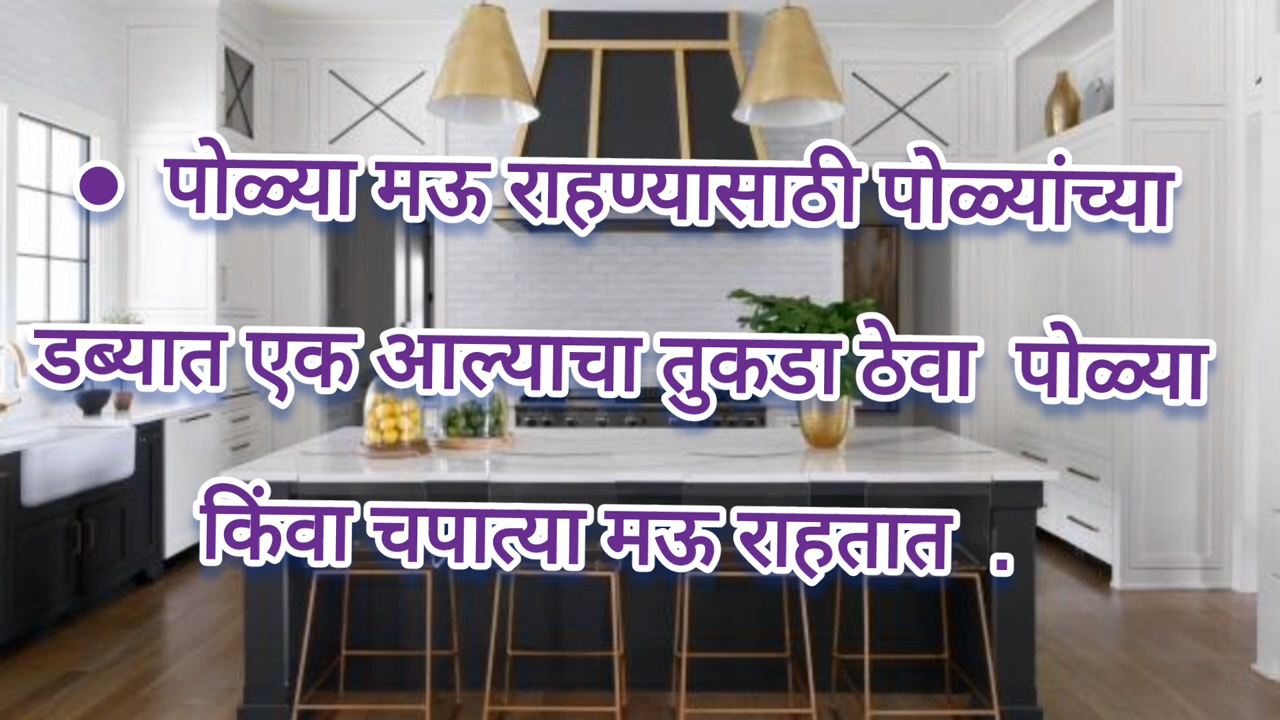 • पोळ्या मऊ राहण्यासाठी पोळ्यांच्या
डब्यात एक आल्याचा तुकडा ठेवा पोळ्या
किंवा चपात्या मऊ राहतात .